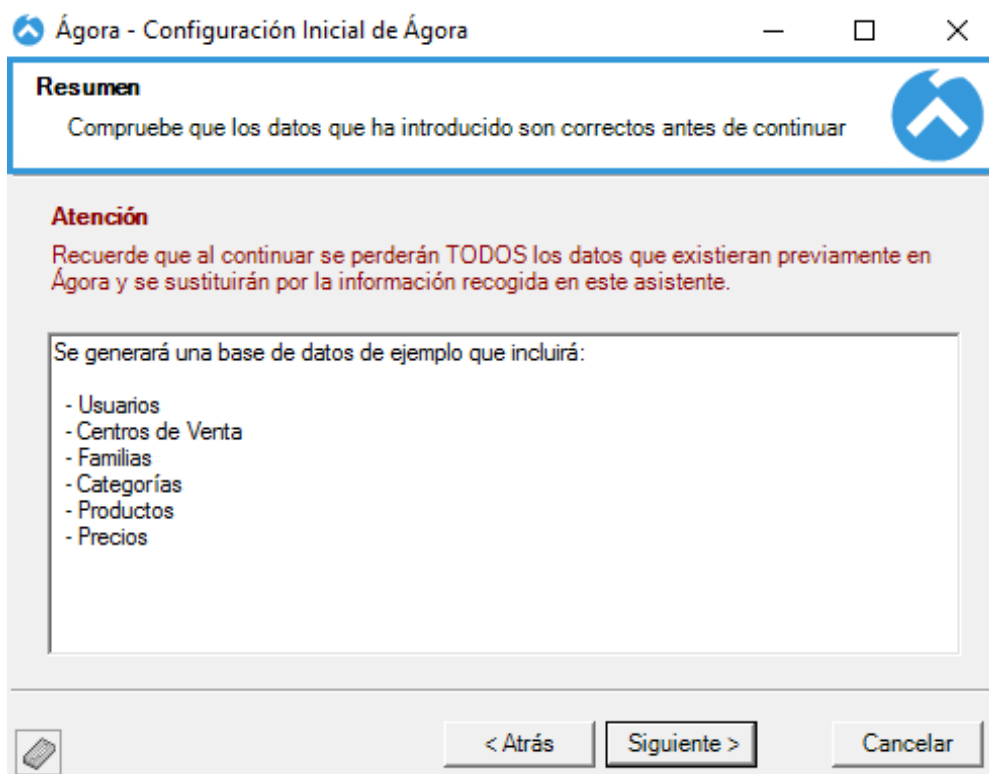 Ágora - Configuración Inicial de Ágora
Resumen
Compruebe que los datos que ha introducido son correctos antes de continuar
Atención
Recuerde que al continuar se perderán TODOS los datos que existieran previamente en
Ágora y se sustituirán por la información recogida en este asistente.
Se generará una base de datos de ejemplo que incluirá:
- Usuarios
- Centros de Venta
- Familias
- Categorías
- Productos
- Precios
< Atrás
Siguiente >
Cancelar